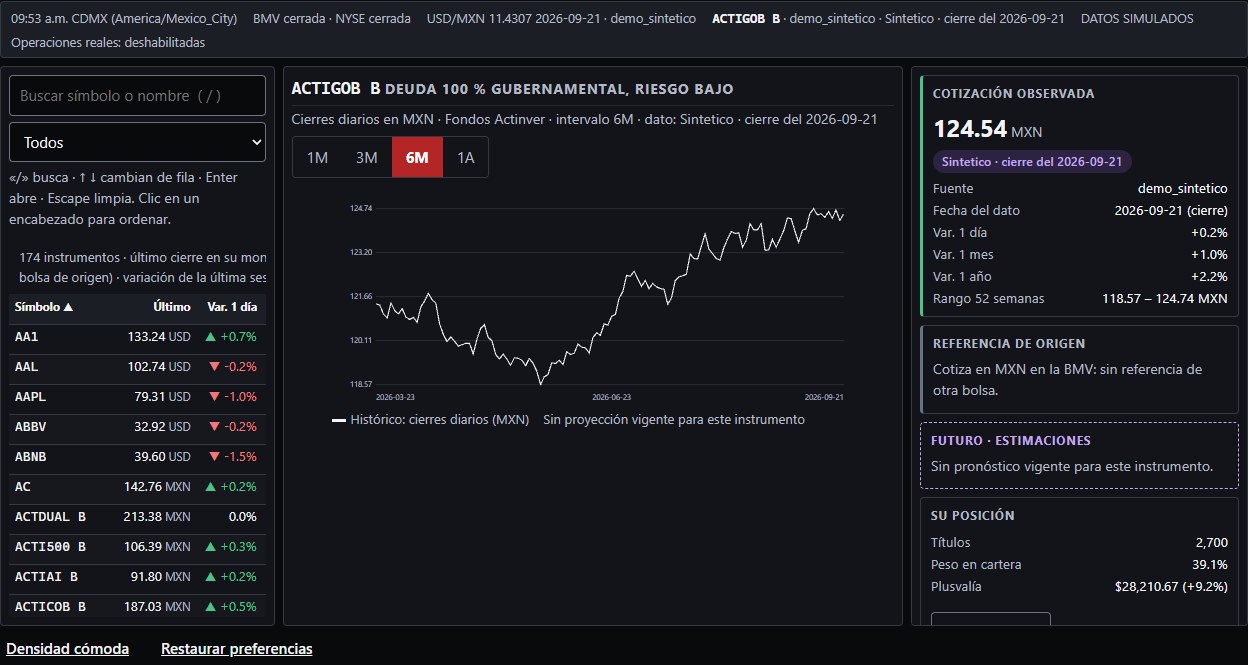 09:53 a.m. CDMX (America/Mexico_City) BMV cerrada · NYSE cerrada USD/MXN 11.4307 2026-09-21 · demo_sintetico ACTIGOB B · demo_sintetico · Sintetico · cierre del 2026-09-21 DATOS SIMULADOS
Operaciones reales: deshabilitadas
Buscar símbolo o nombre ( / )
Todos
«/» busca · ↑ ↓ cambian de fila · Enter
abre · Escape limpia. Clic en un
encabezado para ordenar.
174 instrumentos · último cierre en su mon
bolsa de origen) · variación de la última ses
Símbolo ▲ Último Var. 1 día
AA1 133.24 USD ▲ +0.7%
AAL 102.74 USD ▼ -0.2%
AAPL 79.31 USD ▼ -1.0%
ABBV 32.92 USD ▼ -0.2%
ABNB 39.60 USD ▼ -1.5%
AC 142.76 MXN ▲ +0.2%
ACTDUAL B 213.38 MXN 0.0%
ACTI500 B 106.39 MXN ▲ +0.3%
ACTIAI B 91.80 MXN ▲ +0.2%
ACTICOB B 187.03 MXN ▲ +0.5%
ACTIGOB B DEUDA 100 % GUBERNAMENTAL, RIESGO BAJO
Cierres diarios en MXN · Fondos Actinver · intervalo 6M · dato: Sintetico · cierre del 2026-09-21
1M 3M 6M 1A
124.74
123.20
121.66
120.11
118.57
2026-03-23 2026-06-23 2026-09-21
Histórico: cierres diarios (MXN) Sin proyección vigente para este instrumento
COTIZACIÓN OBSERVADA
124.54 MXN
Sintetico · cierre del 2026-09-21
Fuente demo_sintetico
Fecha del dato 2026-09-21 (cierre)
Var. 1 día +0.2%
Var. 1 mes +1.0%
Var. 1 año +2.2%
Rango 52 semanas 118.57 – 124.74 MXN
REFERENCIA DE ORIGEN
Cotiza en MXN en la BMV: sin referencia de
otra bolsa.
FUTURO · ESTIMACIONES
Sin pronóstico vigente para este instrumento.
SU POSICIÓN
Títulos 2,700
Peso en cartera 39.1%
Plusvalía $28,210.67 (+9.2%)
Densidad cómoda Restaurar preferencias